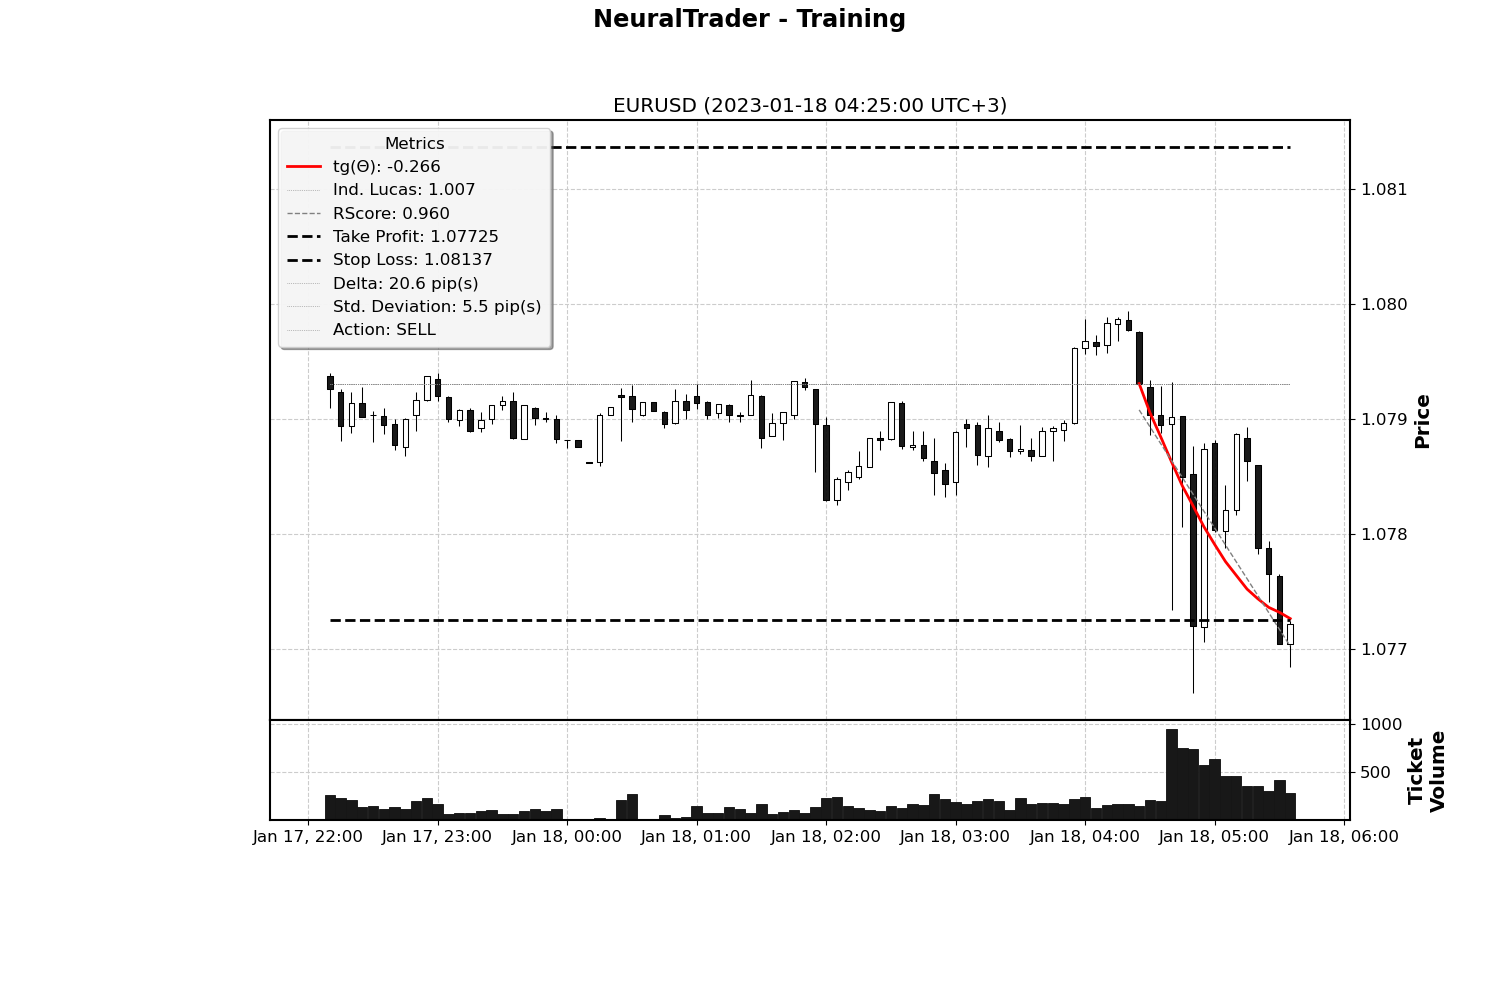 NeuralTrader - Training
EURUSD (2023-01-18 04:25:00 UTC+3)
Metrics
tg(Θ): -0.266
Ind. Lucas: 1.007
RScore: 0.960
Take Profit: 1.07725
Stop Loss: 1.08137
Delta: 20.6 pip(s)
Std. Deviation: 5.5 pip(s)
Action: SELL
1.081
1.080
1.079
1.078
1.077
Price
1000
500
Ticket
Volume
Jan 17, 22:00
Jan 17, 23:00
Jan 18, 00:00
Jan 18, 01:00
Jan 18, 02:00
Jan 18, 03:00
Jan 18, 04:00
Jan 18, 05:00
Jan 18, 06:00